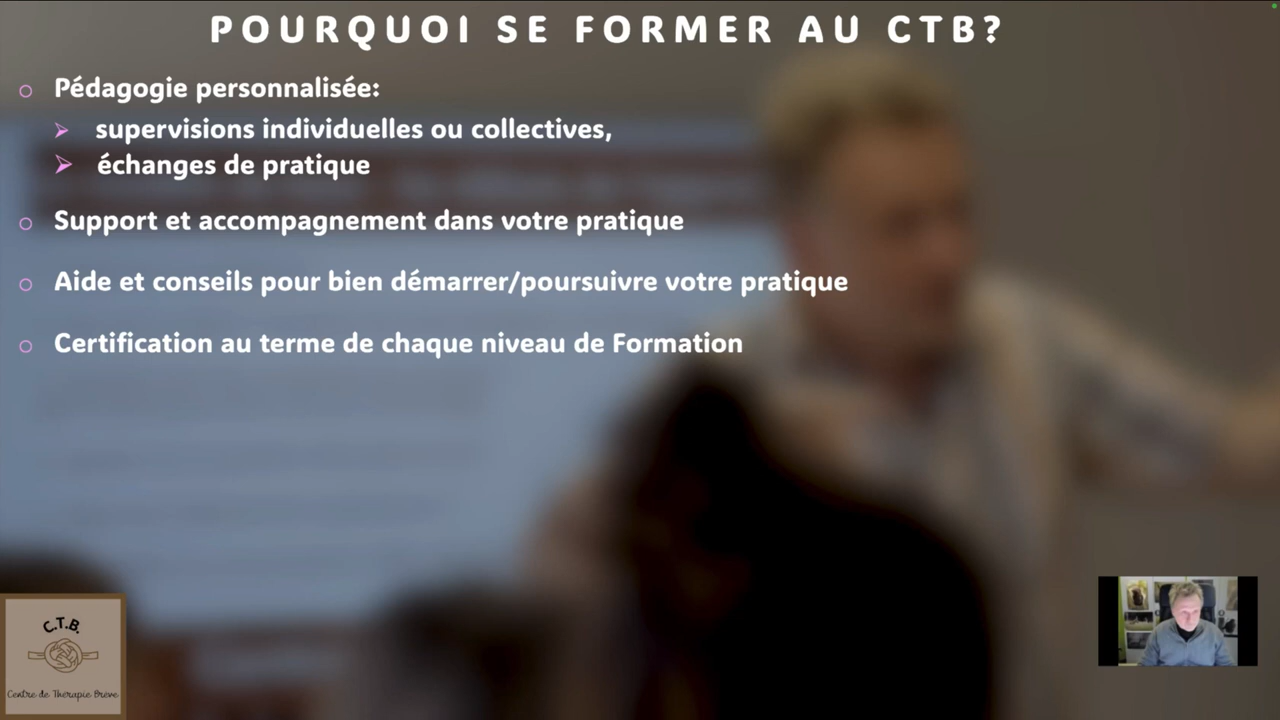 POURQUOI SE FORMER AU CTB?
Pédagogie personnalisée:
supervisions individuelles ou collectives,
échanges de pratique
Support et accompagnement dans votre pratique
Aide et conseils pour bien démarrer/poursuivre votre pratique
Certification au terme de chaque niveau de Formation
C.T.B.
Centre de Thérapie Brève